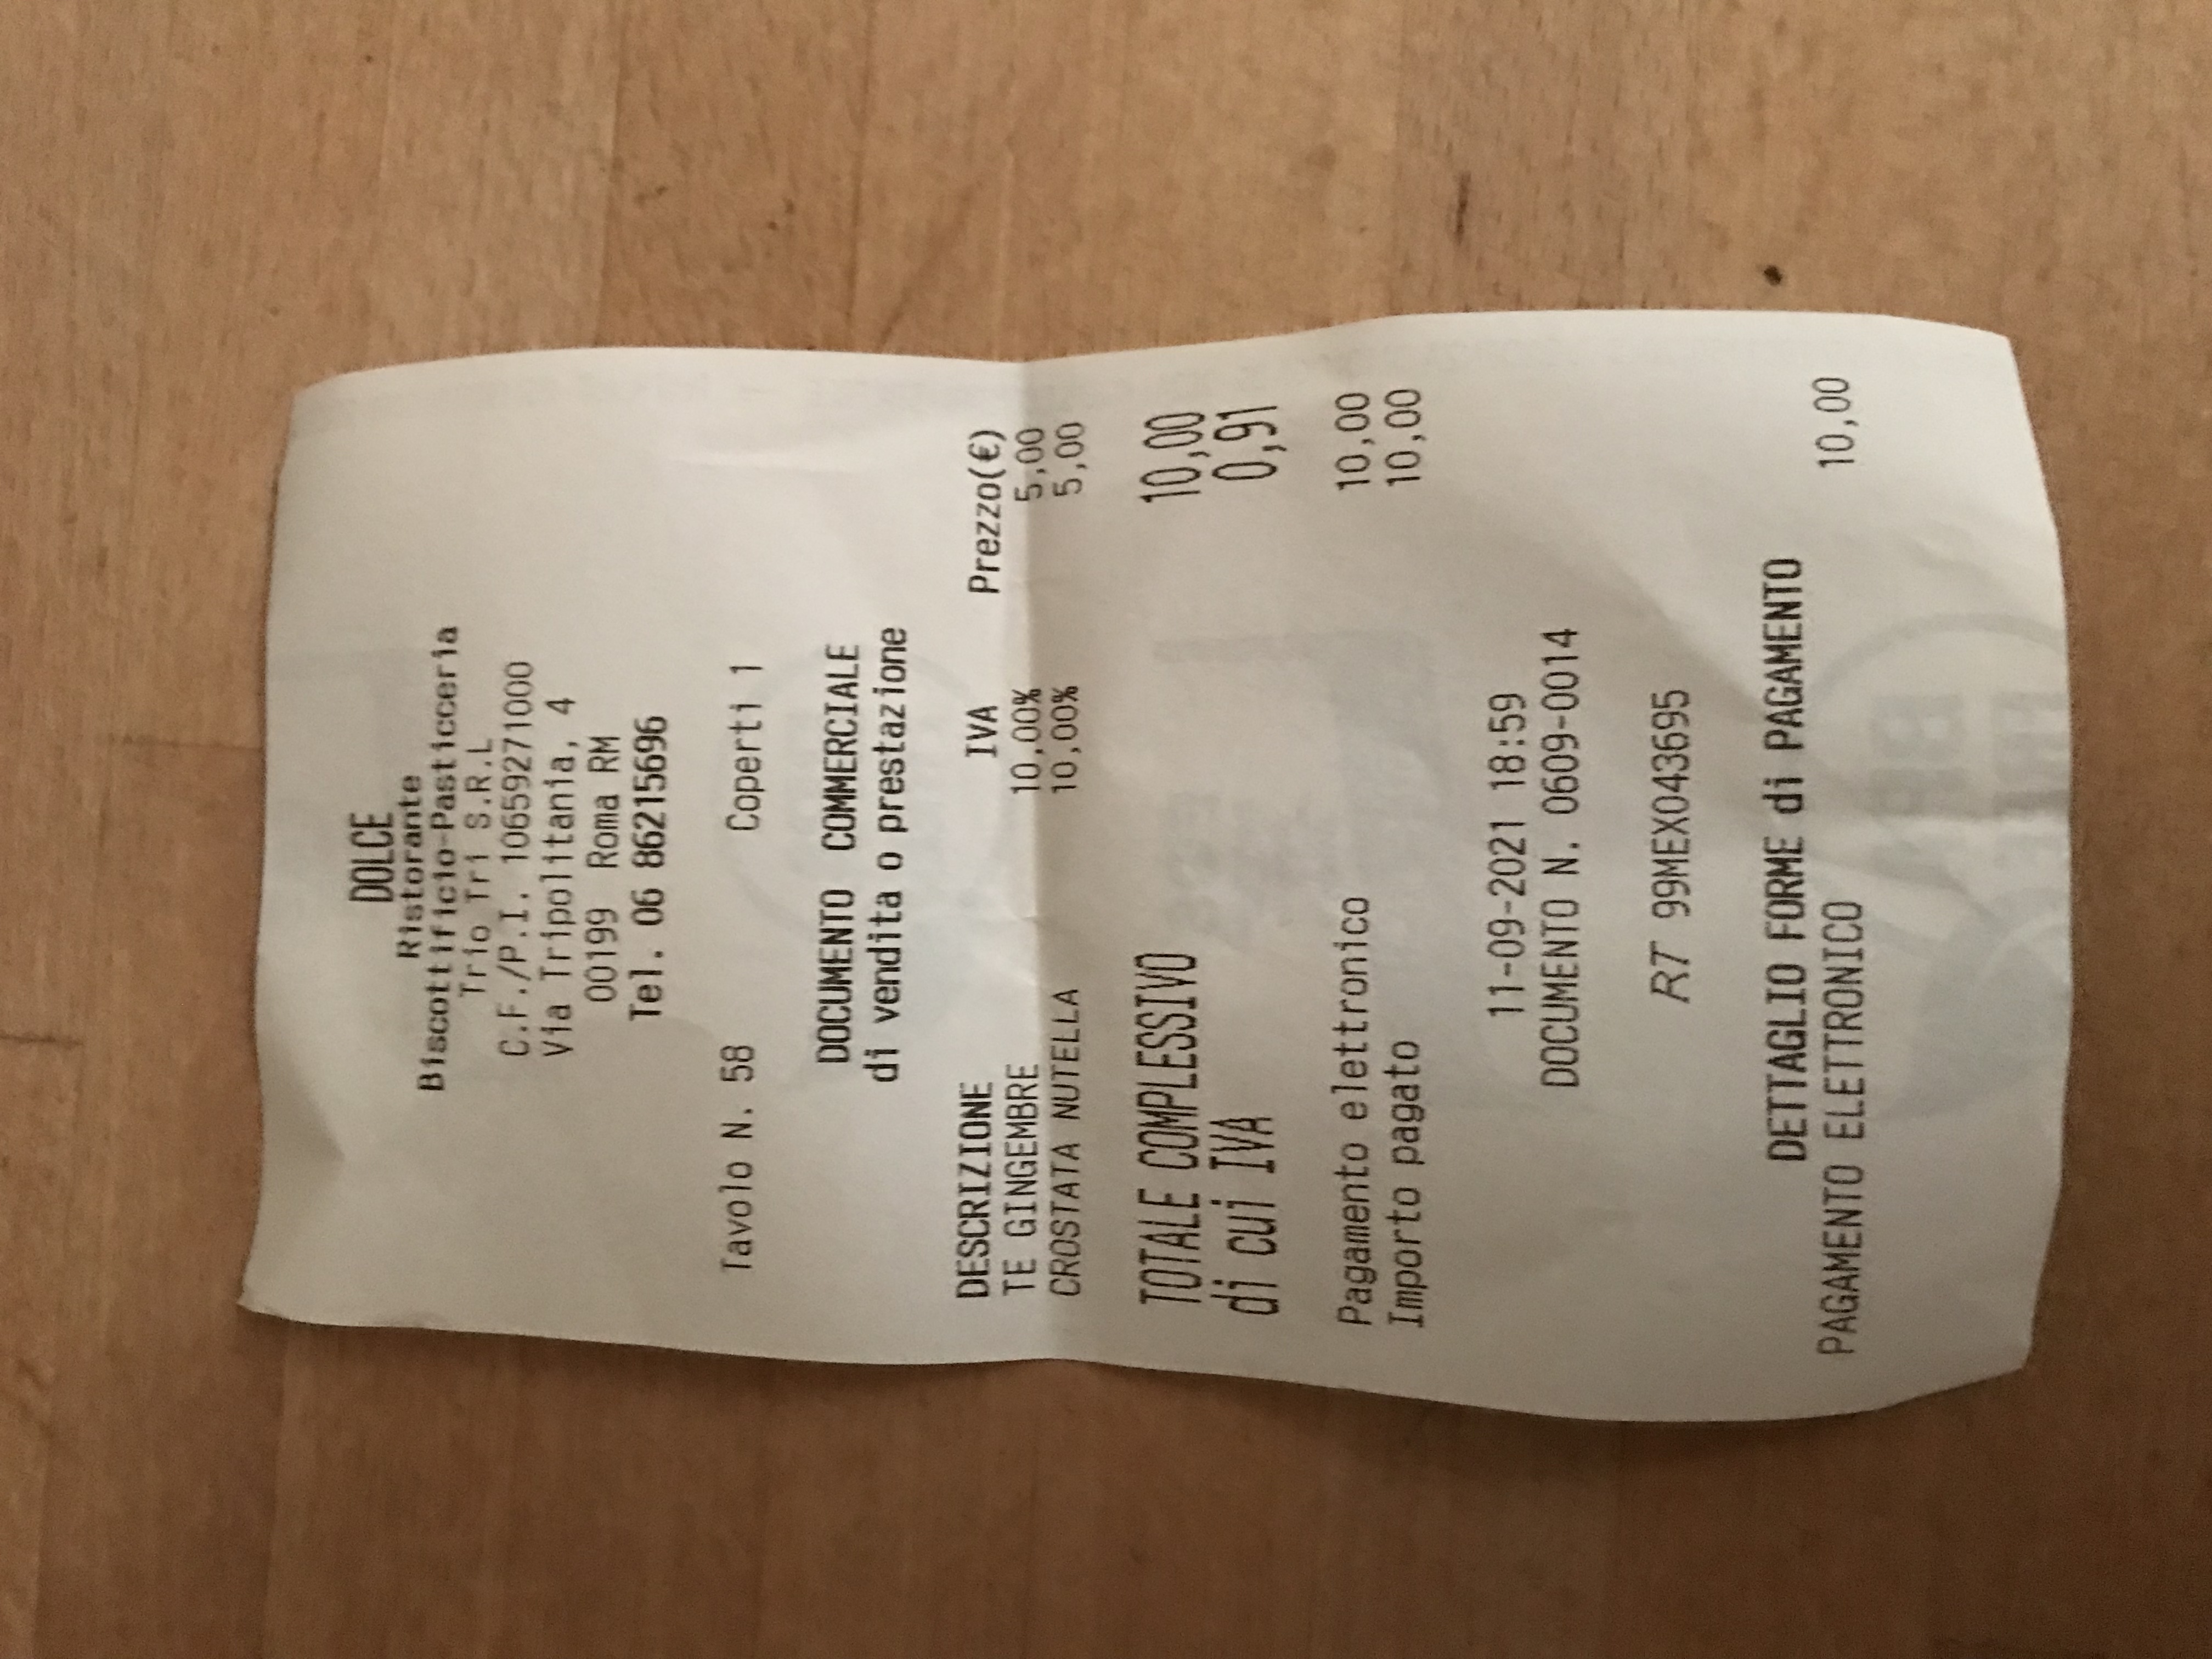 DOLCE
Ristorante
Biscottificio-Pasticceria
Trio Tri S.R.L
C.F./P.I. 10659271000
Via Tripolitania, 4
00199 Roma RM
Tel. 06 86215696
Tavolo N. 58 Coperti 1
DOCUMENTO COMMERCIALE
di vendita o prestazione
DESCRIZIONE IVA Prezzo(€)
TE GINGEMBRE 10,00% 5,00
CROSTATA NUTELLA 10,00% 5,00
TOTALE COMPLESSIVO 10,00
di cui IVA 0,91
Pagamento elettronico 10,00
Importo pagato 10,00
11-09-2021 18:59
DOCUMENTO N. 0609-0014
RT 99MEX043695
DETTAGLIO FORME di PAGAMENTO
PAGAMENTO ELETTRONICO 10,00